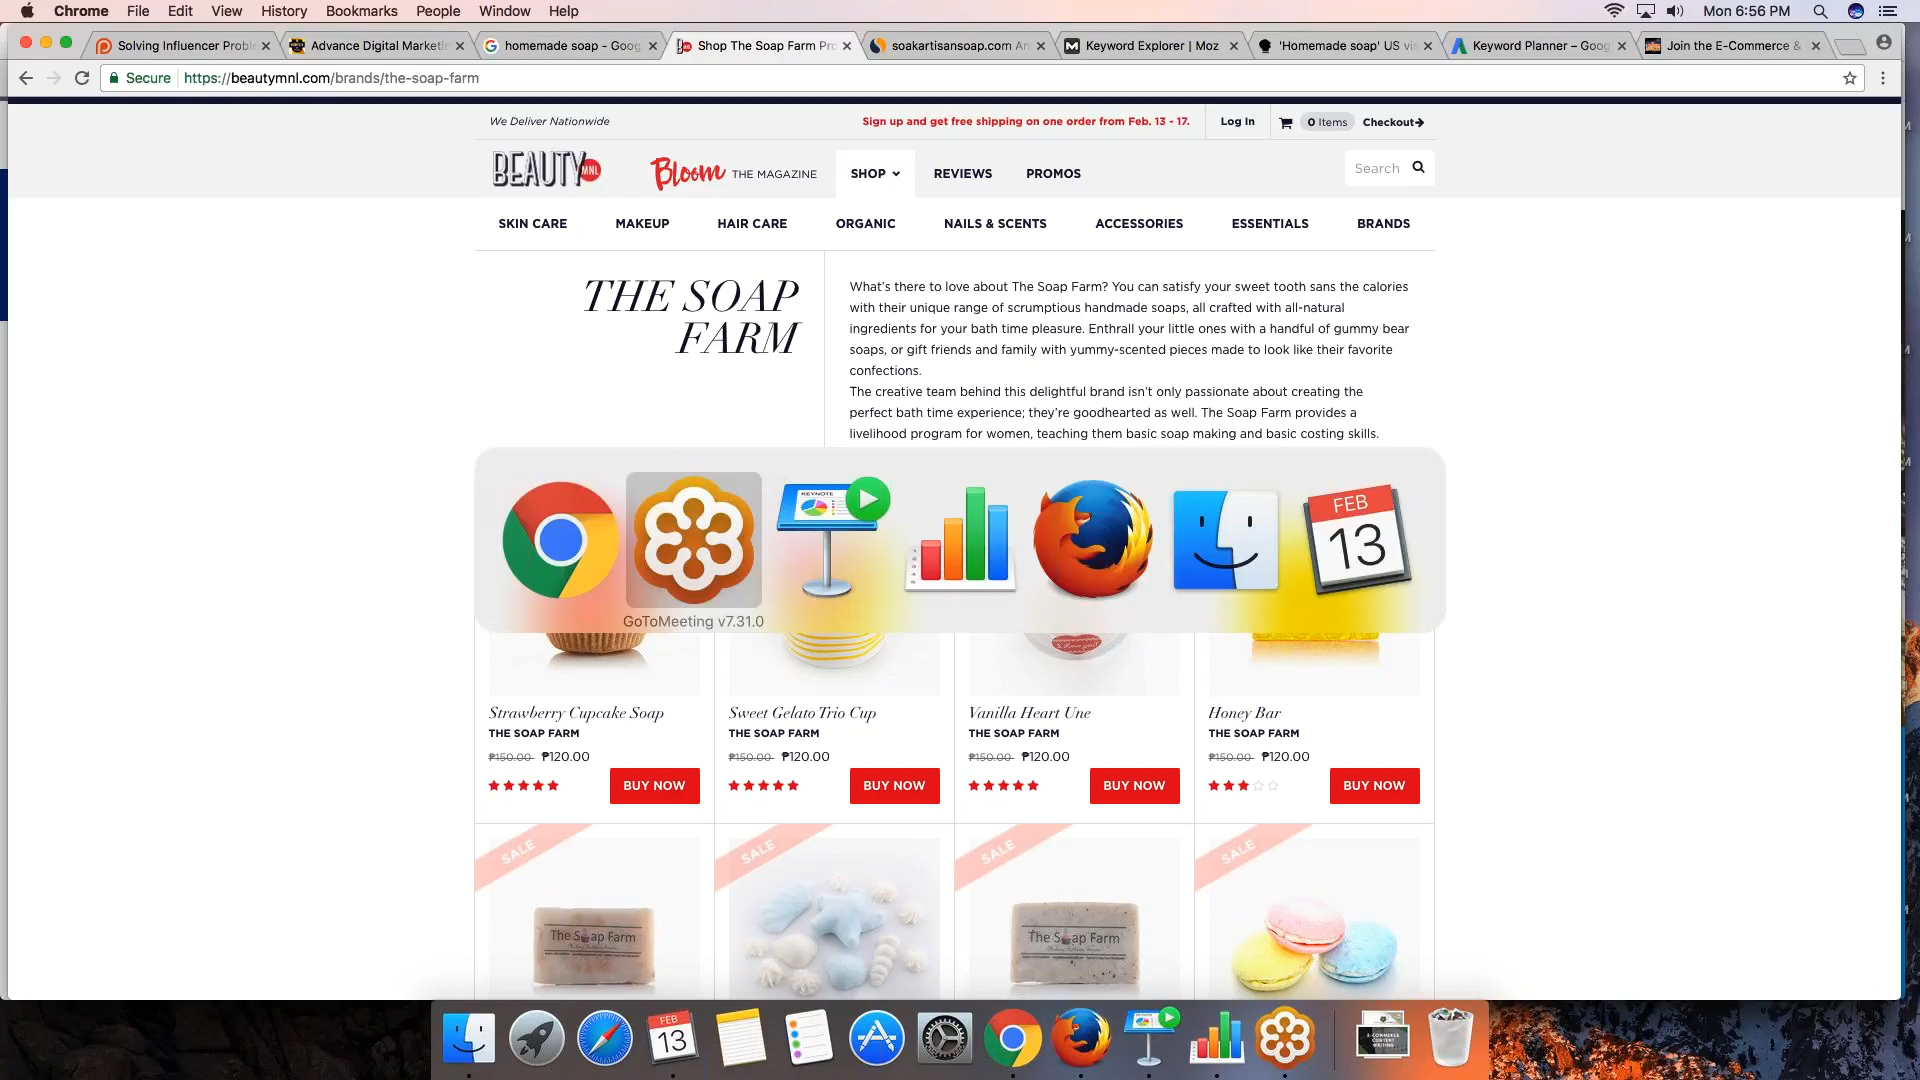 Chrome File Edit View History Bookmarks People Window Help Mon 6:56 PM
Solving Influencer Proble Advance Digital Marketin homemade soap - Goog Shop The Soap Farm Pro soakartisansoap.com An Keyword Explorer | Moz 'Homemade soap' US vi Keyword Planner – Goog Join the E-Commerce &
Secure https://beautymnl.com/brands/the-soap-farm
We Deliver Nationwide Sign up and get free shipping on one order from Feb. 13 - 17. Log In 0 Items Checkout
BEAUTY MNL Bloom THE MAGAZINE SHOP REVIEWS PROMOS Search
SKIN CARE MAKEUP HAIR CARE ORGANIC NAILS & SCENTS ACCESSORIES ESSENTIALS BRANDS
THE SOAP
FARM
What's there to love about The Soap Farm? You can satisfy your sweet tooth sans the calories
with their unique range of scrumptious handmade soaps, all crafted with all-natural
ingredients for your bath time pleasure. Enthrall your little ones with a handful of gummy bear
soaps, or gift friends and family with yummy-scented pieces made to look like their favorite
confections.
The creative team behind this delightful brand isn't only passionate about creating the
perfect bath time experience; they're goodhearted as well. The Soap Farm provides a
livelihood program for women, teaching them basic soap making and basic costing skills.
KEYNOTE
FEB
13
GoToMeeting v7.31.0
Strawberry Cupcake Soap Sweet Gelato Trio Cup Vanilla Heart Une Honey Bar
THE SOAP FARM THE SOAP FARM THE SOAP FARM THE SOAP FARM
₱150.00 ₱120.00 ₱150.00 ₱120.00 ₱150.00 ₱120.00 ₱150.00 ₱120.00
BUY NOW BUY NOW BUY NOW BUY NOW
SALE SALE SALE SALE
The Soap Farm The Soap Farm
FEB
13
E-COMMERCE
CONTENT
WRITING